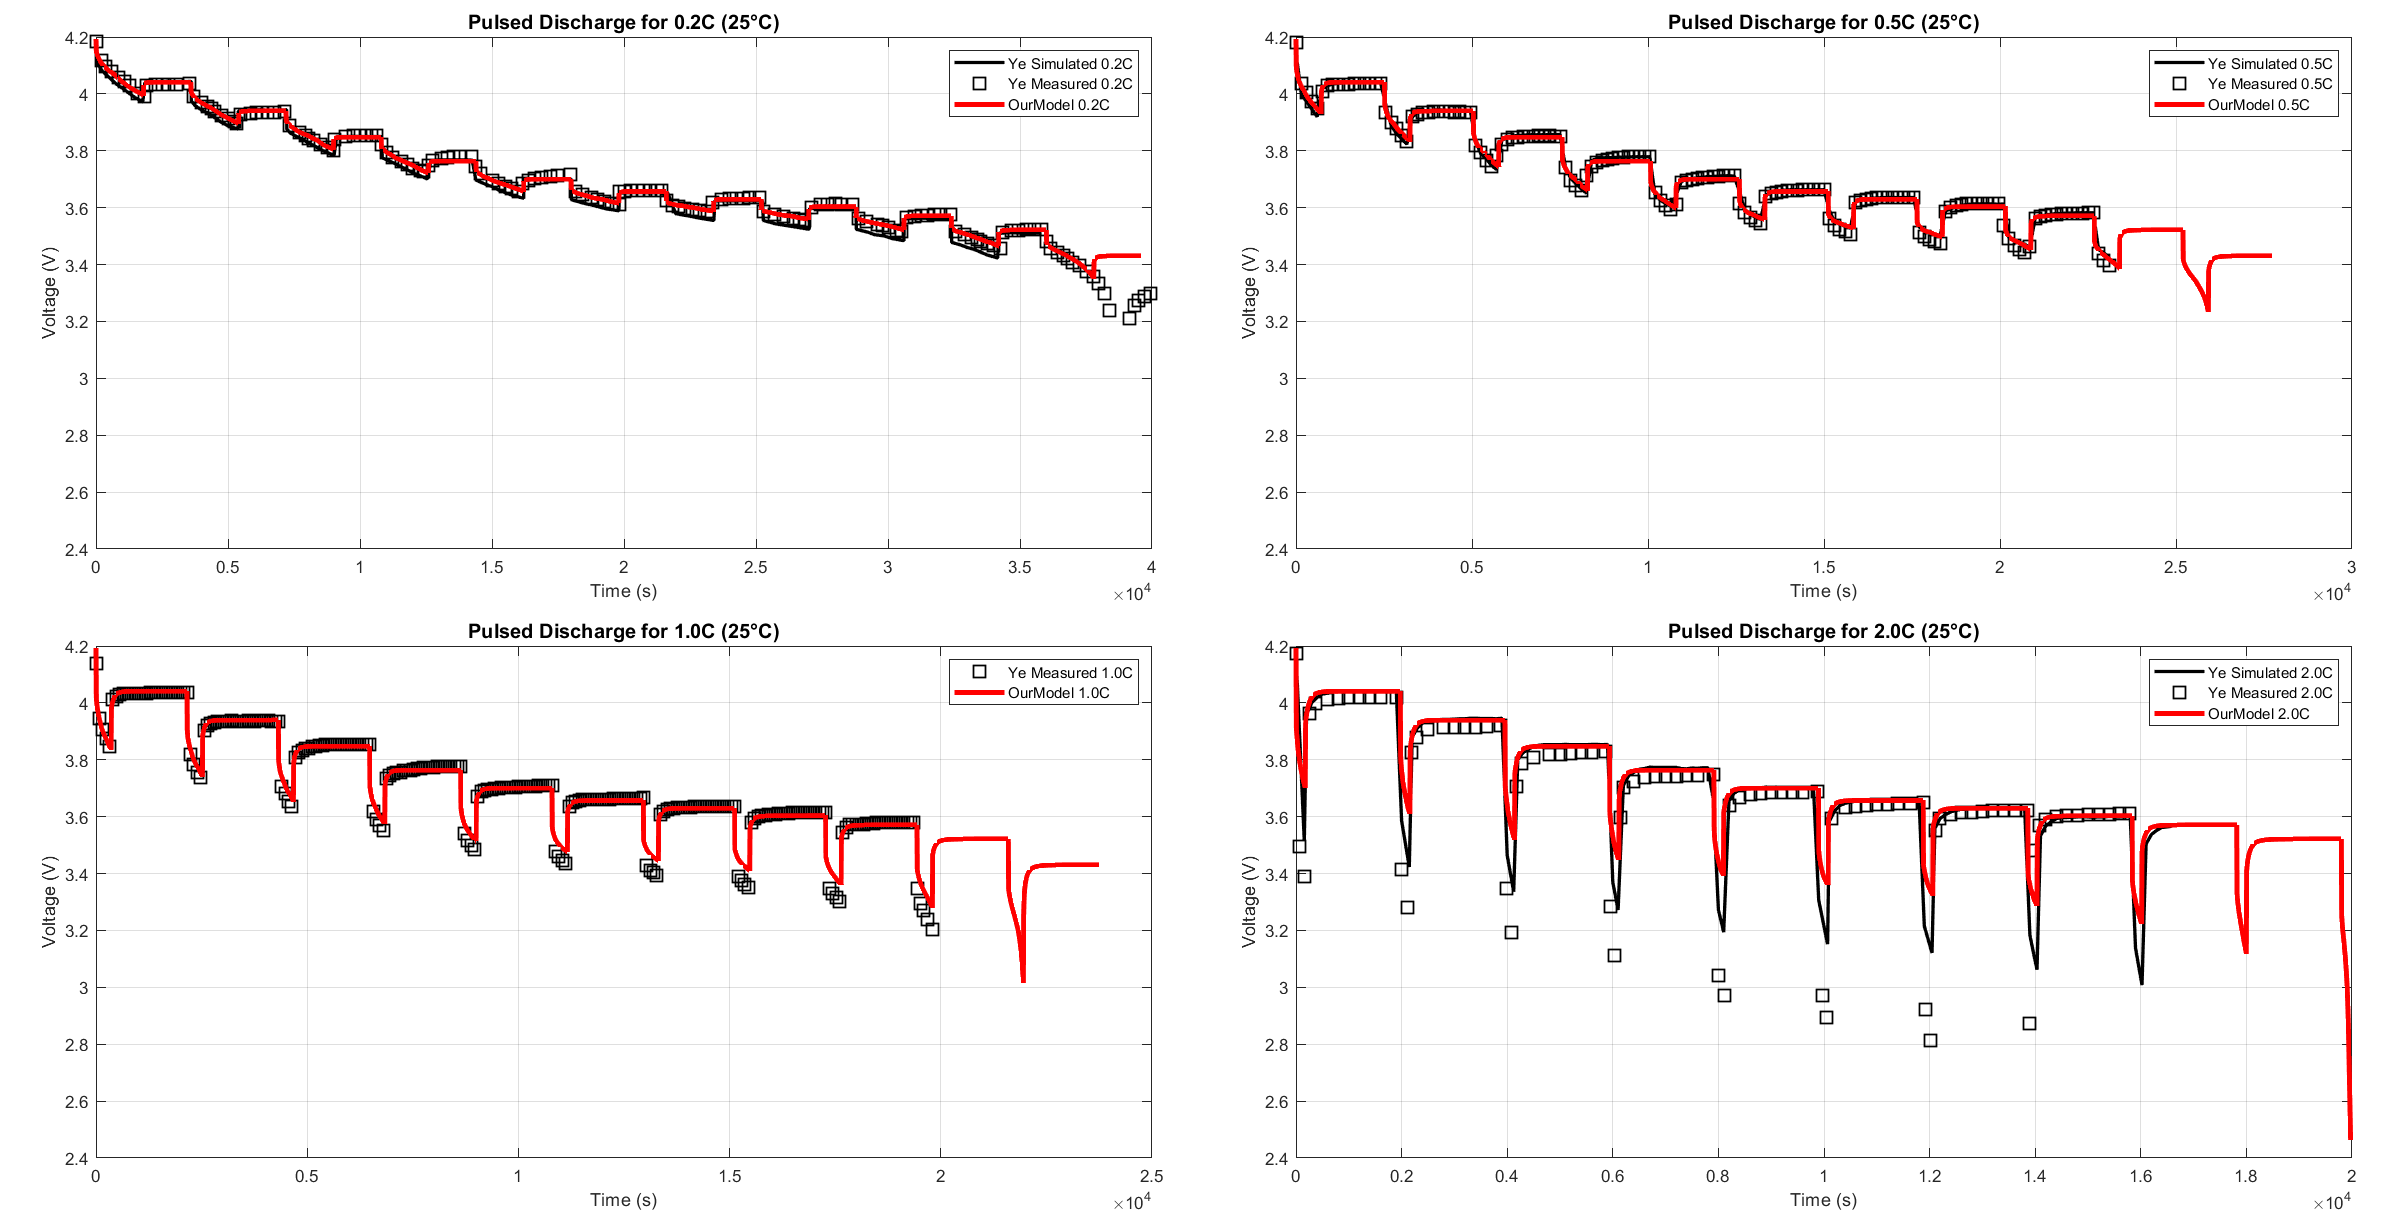 Pulsed Discharge for 0.2C (25°C)
4.2
4
3.8
3.6
3.4
3.2
3
2.8
2.6
2.4
Voltage (V)
Ye Simulated 0.2C
Ye Measured 0.2C
OurModel 0.2C
0 0.5 1 1.5 2 2.5 3 3.5 4
Time (s)
×10⁴
Pulsed Discharge for 0.5C (25°C)
4.2
4
3.8
3.6
3.4
3.2
3
2.8
2.6
2.4
Voltage (V)
Ye Simulated 0.5C
Ye Measured 0.5C
OurModel 0.5C
0 0.5 1 1.5 2 2.5 3
Time (s)
×10⁴
Pulsed Discharge for 1.0C (25°C)
4.2
4
3.8
3.6
3.4
3.2
3
2.8
2.6
2.4
Voltage (V)
Ye Measured 1.0C
OurModel 1.0C
0 0.5 1 1.5 2 2.5
Time (s)
×10⁴
Pulsed Discharge for 2.0C (25°C)
4.2
4
3.8
3.6
3.4
3.2
3
2.8
2.6
2.4
Voltage (V)
Ye Simulated 2.0C
Ye Measured 2.0C
OurModel 2.0C
0 0.2 0.4 0.6 0.8 1 1.2 1.4 1.6 1.8 2
Time (s)
×10⁴